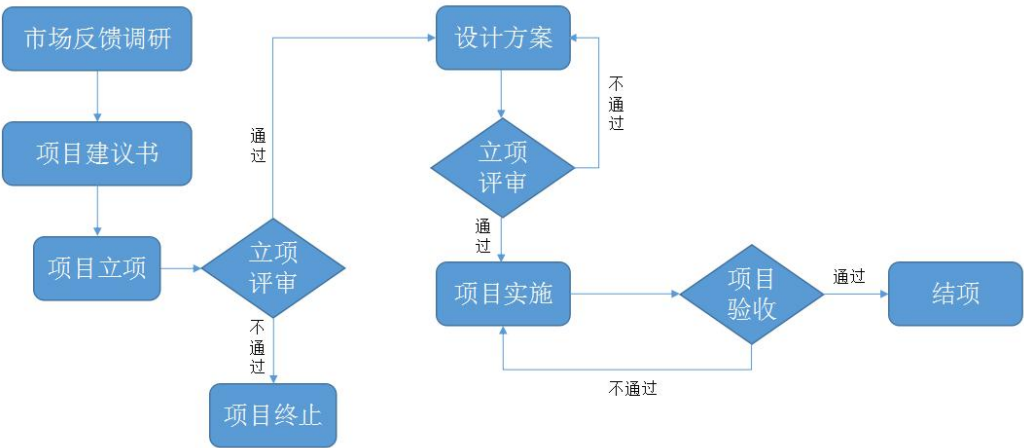 市场反馈调研
项目建议书
项目立项
立项
评审
通
过
不
通
过
项目终止
设计方案
不
通
过
立项
评审
通
过
项目实施
项目
验收
通过
不通过
结项